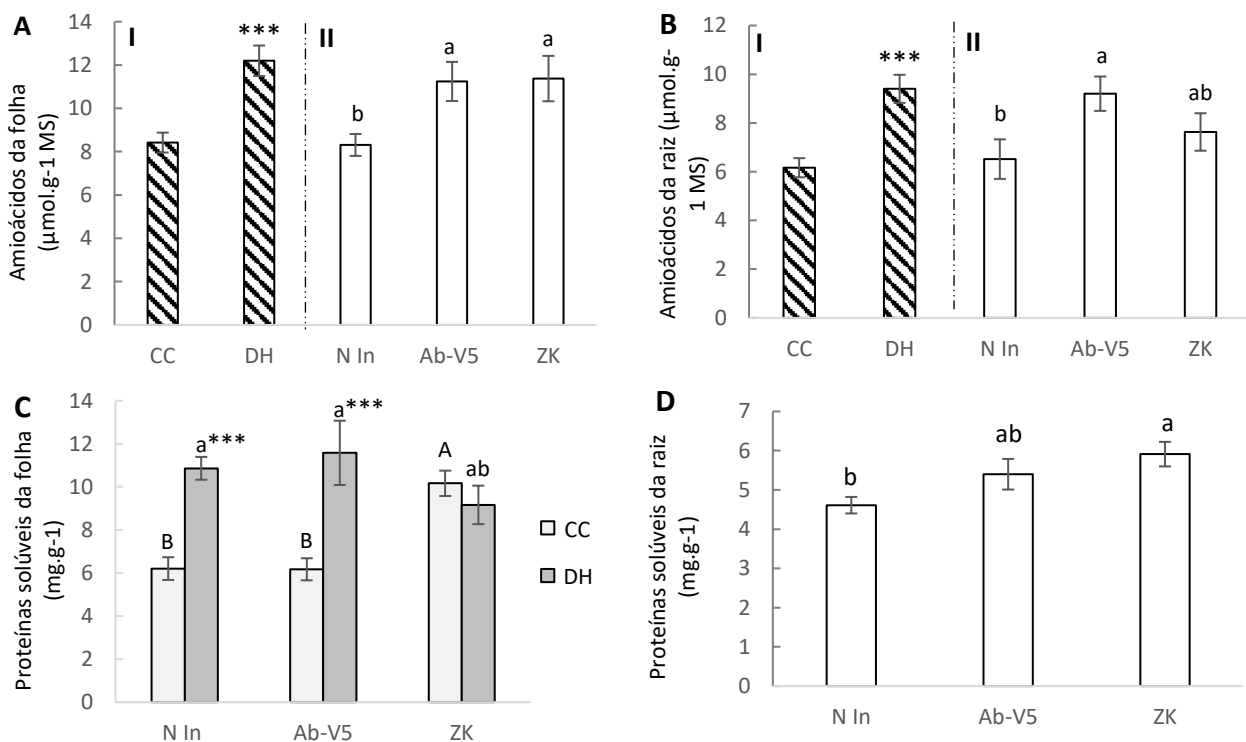 A
I
***
II
a
a
b
14
12
10
8
6
4
2
0
Amioácidos da folha
(µmol.g-1 MS)
CC
DH
N In
Ab-V5
ZK
B
I
***
II
a
ab
b
12
10
8
6
4
2
0
Amioácidos da raiz (µmol.g-
1 MS)
CC
DH
N In
Ab-V5
ZK
C
a***
a***
A
ab
B
B
14
12
10
8
6
4
2
0
Proteínas solúveis da folha
(mg.g-1)
N In
Ab-V5
ZK
CC
DH
D
a
ab
b
7
6
5
4
3
2
1
0
Proteínas solúveis da raiz
(mg.g-1)
N In
Ab-V5
ZK